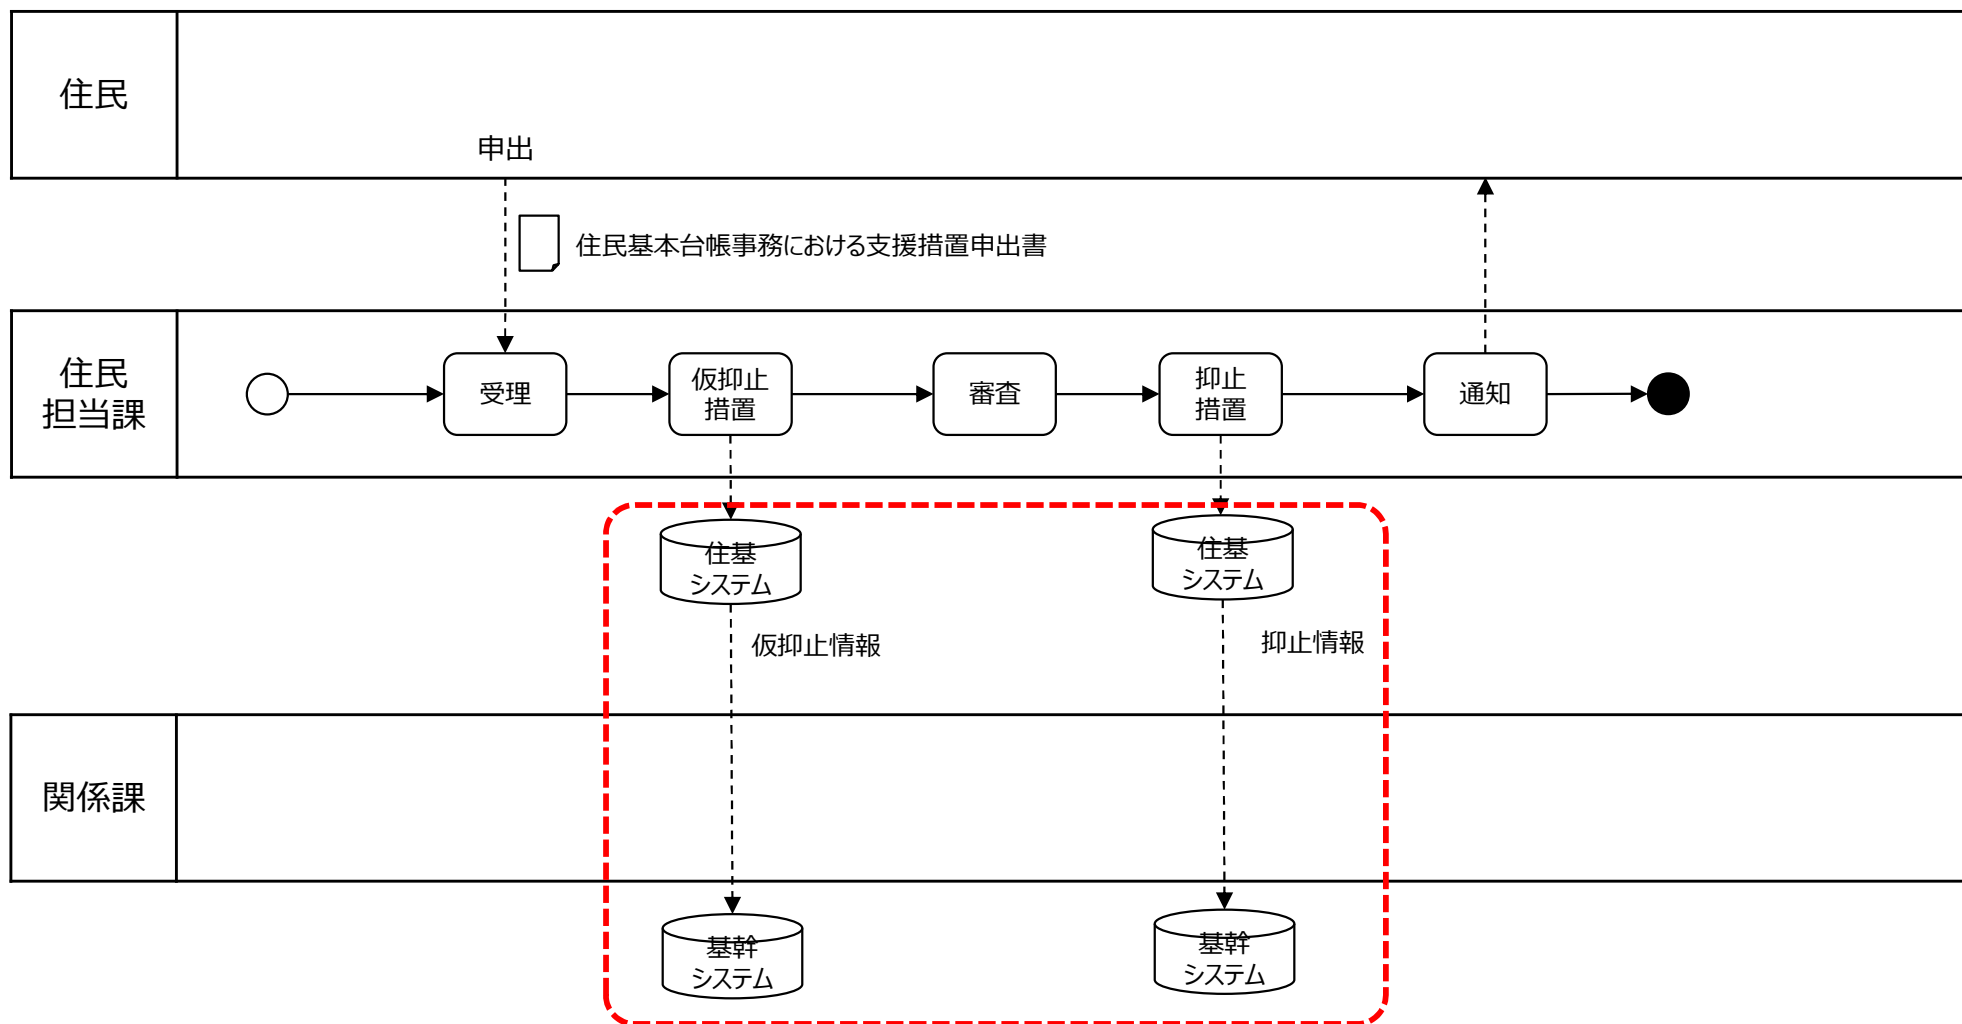 住民
申出
住民基本台帳事務における支援措置申出書
住民
担当課
受理
仮抑止
措置
審査
抑止
措置
通知
住基
システム
住基
システム
仮抑止情報
抑止情報
関係課
基幹
システム
基幹
システム